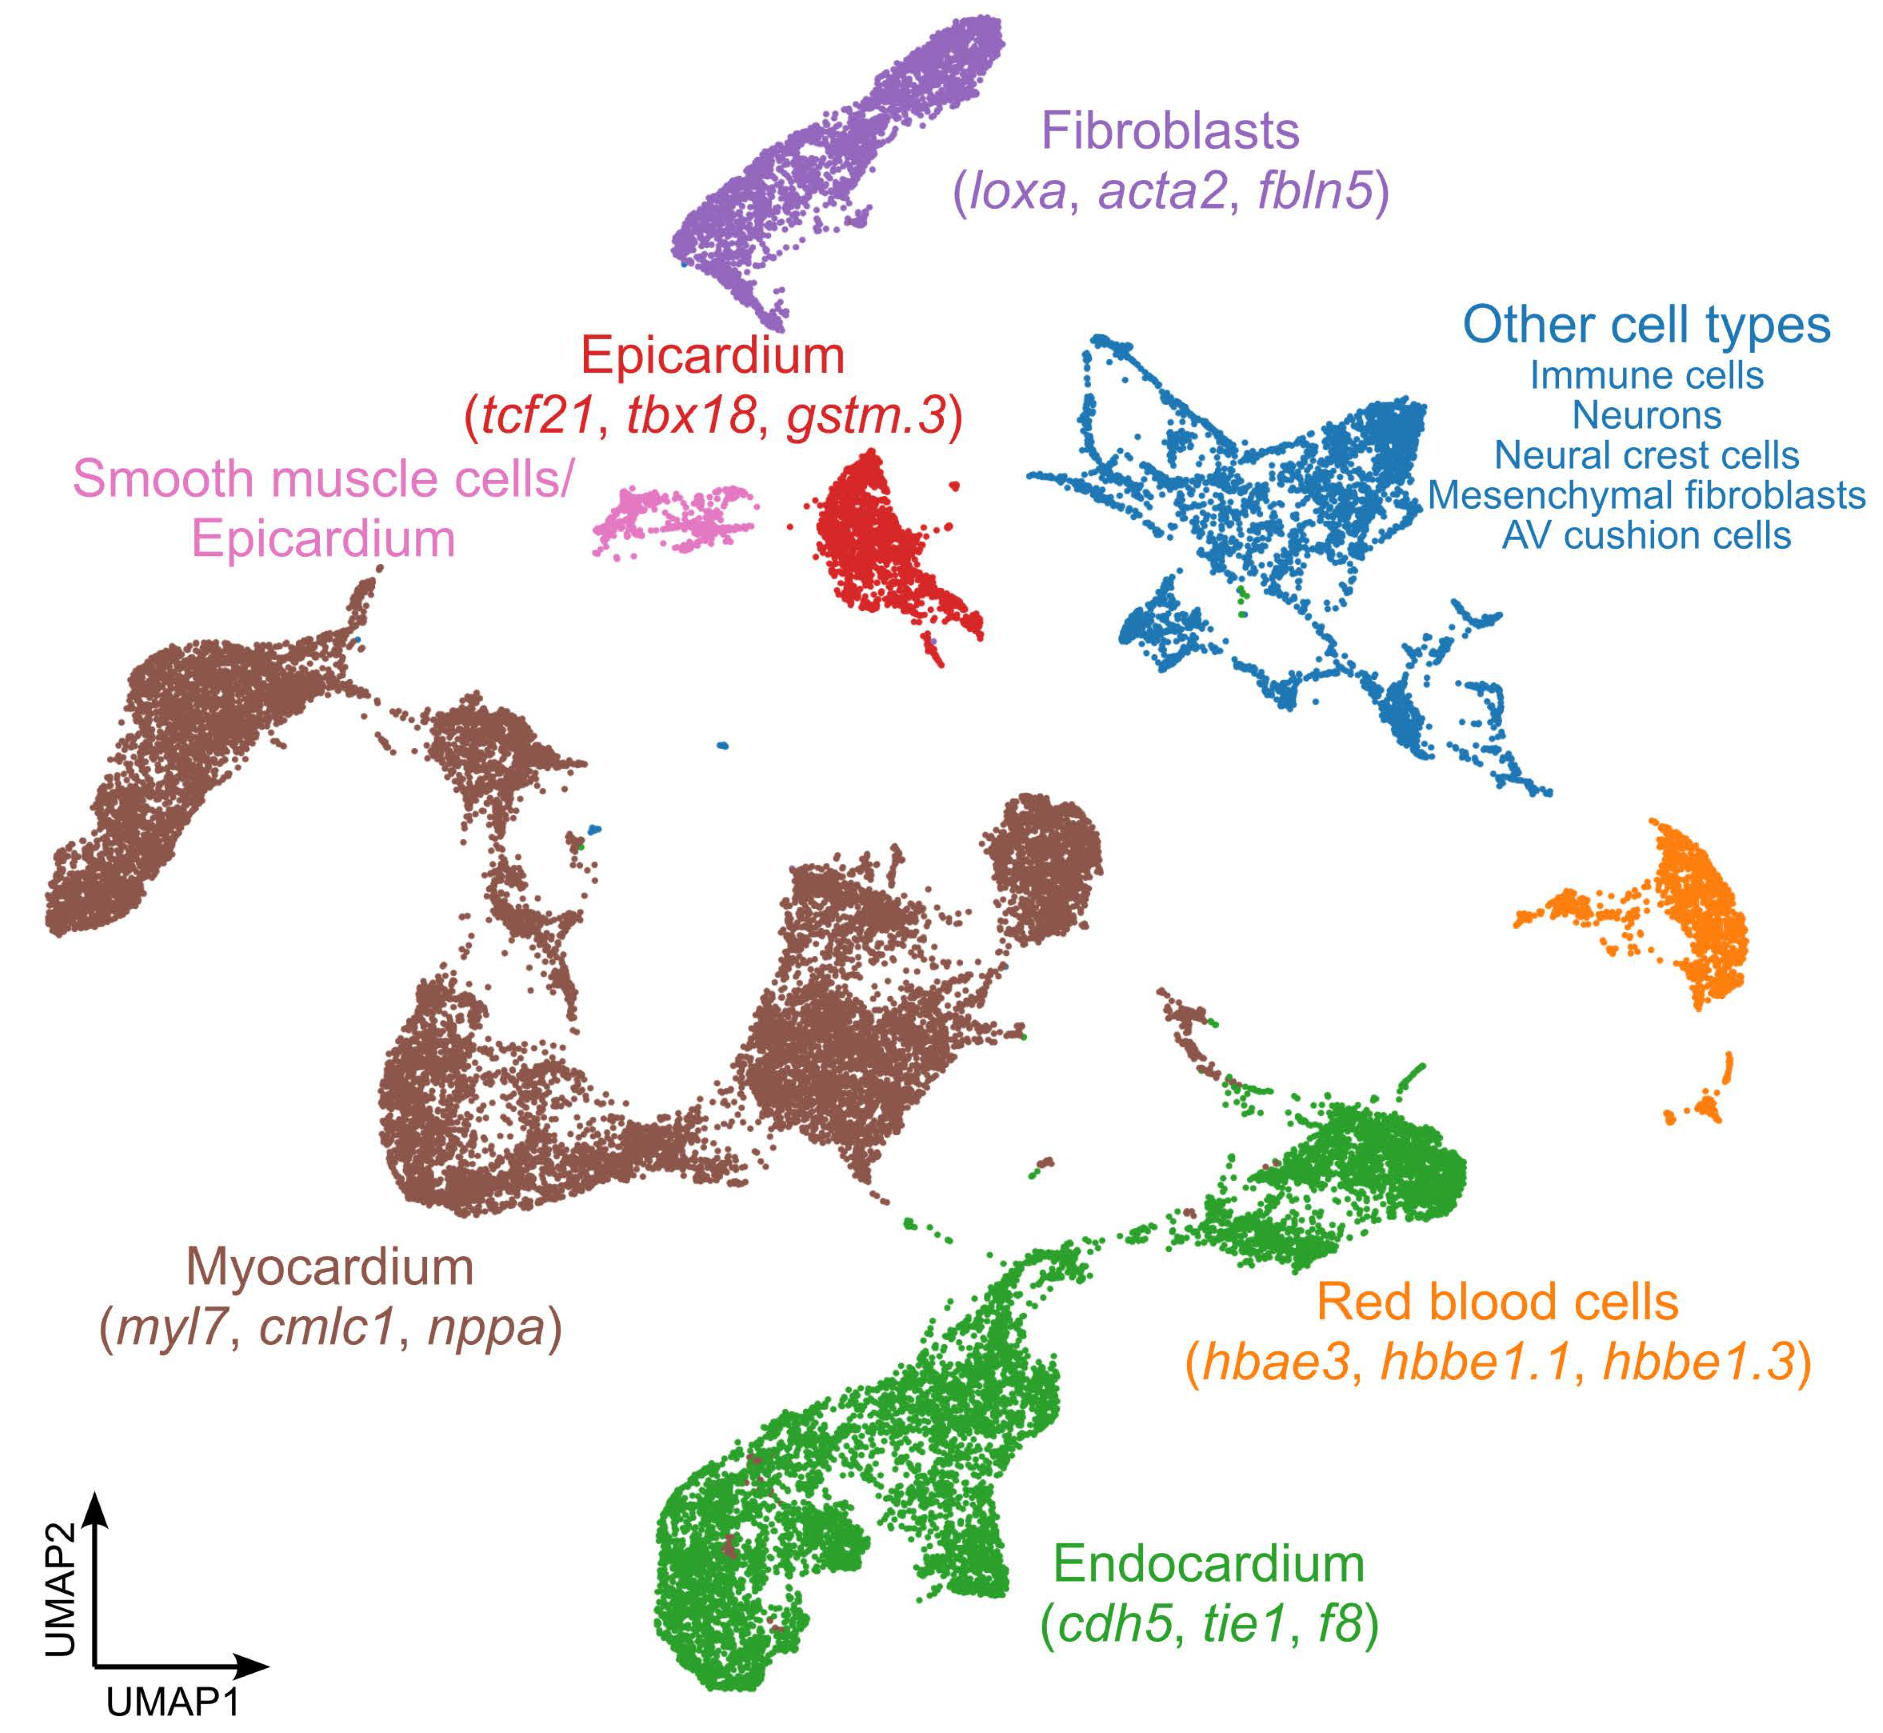 Fibroblasts
(loxa, acta2, fbln5)
Other cell types
Immune cells
Neurons
Neural crest cells
Mesenchymal fibroblasts
AV cushion cells
Epicardium
(tcf21, tbx18, gstm.3)
Smooth muscle cells/
Epicardium
Myocardium
(myl7, cmlc1, nppa)
Red blood cells
(hbae3, hbbe1.1, hbbe1.3)
Endocardium
(cdh5, tie1, f8)
UMAP2
UMAP1